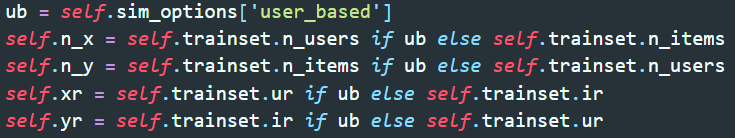 ub = self.sim_options['user_based']
self.n_x = self.trainset.n_users if ub else self.trainset.n_items
self.n_y = self.trainset.n_items if ub else self.trainset.n_users
self.xr = self.trainset.ur if ub else self.trainset.ir
self.yr = self.trainset.ir if ub else self.trainset.ur